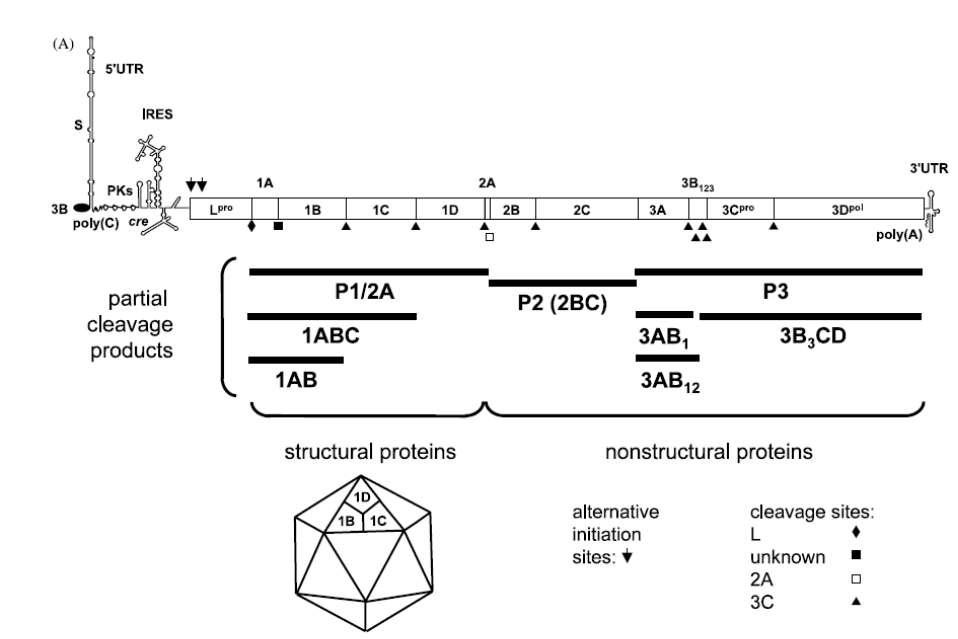 (A)
5'UTR
S
IRES
PKs
3B
poly(C)
cre
1A
2A
3B123
3'UTR
Lpro
1B
1C
1D
2B
2C
3A
3Cpro
3Dpol
poly(A)
partial
cleavage
products
P1/2A
P2 (2BC)
P3
1ABC
3AB1
3B3CD
1AB
3AB12
structural proteins
nonstructural proteins
1D
1B
1C
alternative
initiation
sites:
cleavage sites:
L
unknown
2A
3C